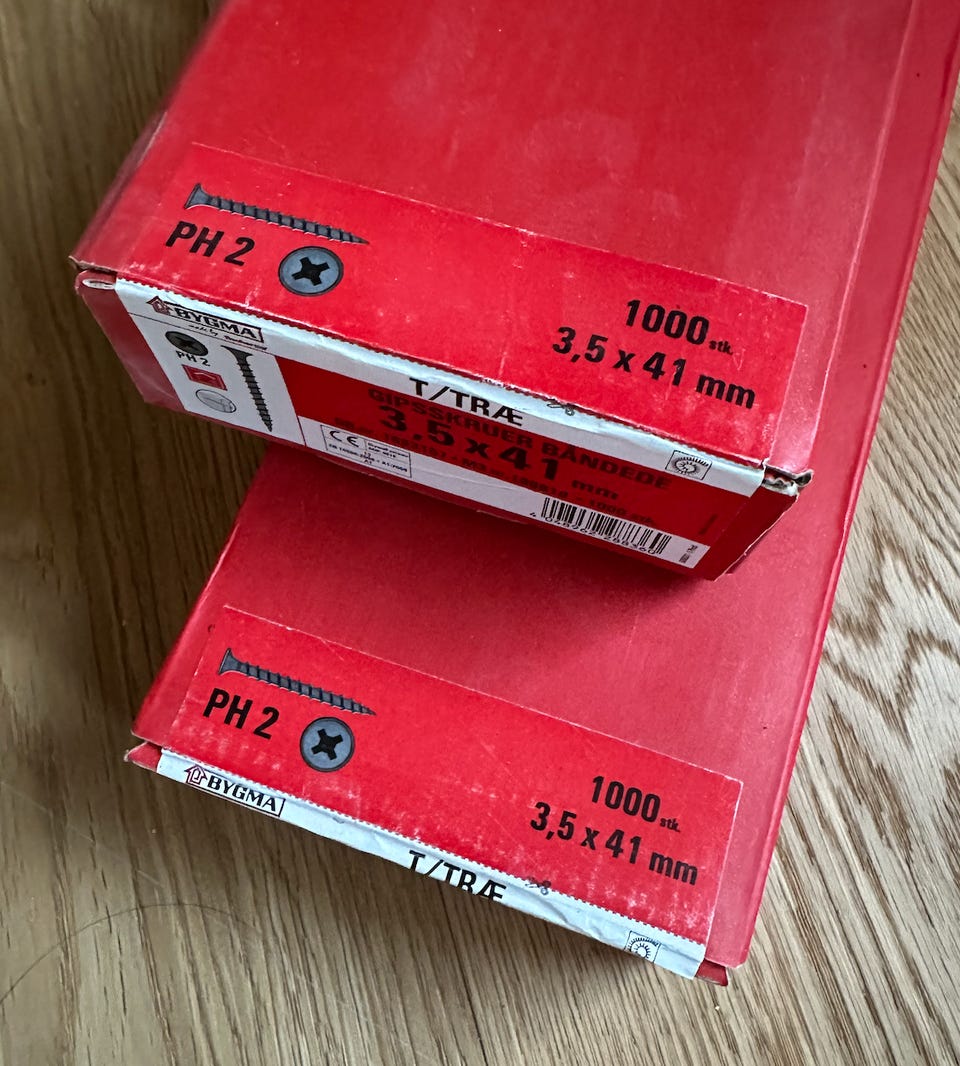 PH 2
1000 stk.
3,5 x 41 mm
BYGMA
PH 2
T/TRÆ
GIPSSKRUER BÅNDEDE
3,5 x 41 mm
CE
PH 2
1000 stk.
3,5 x 41 mm
BYGMA
T/TRÆ